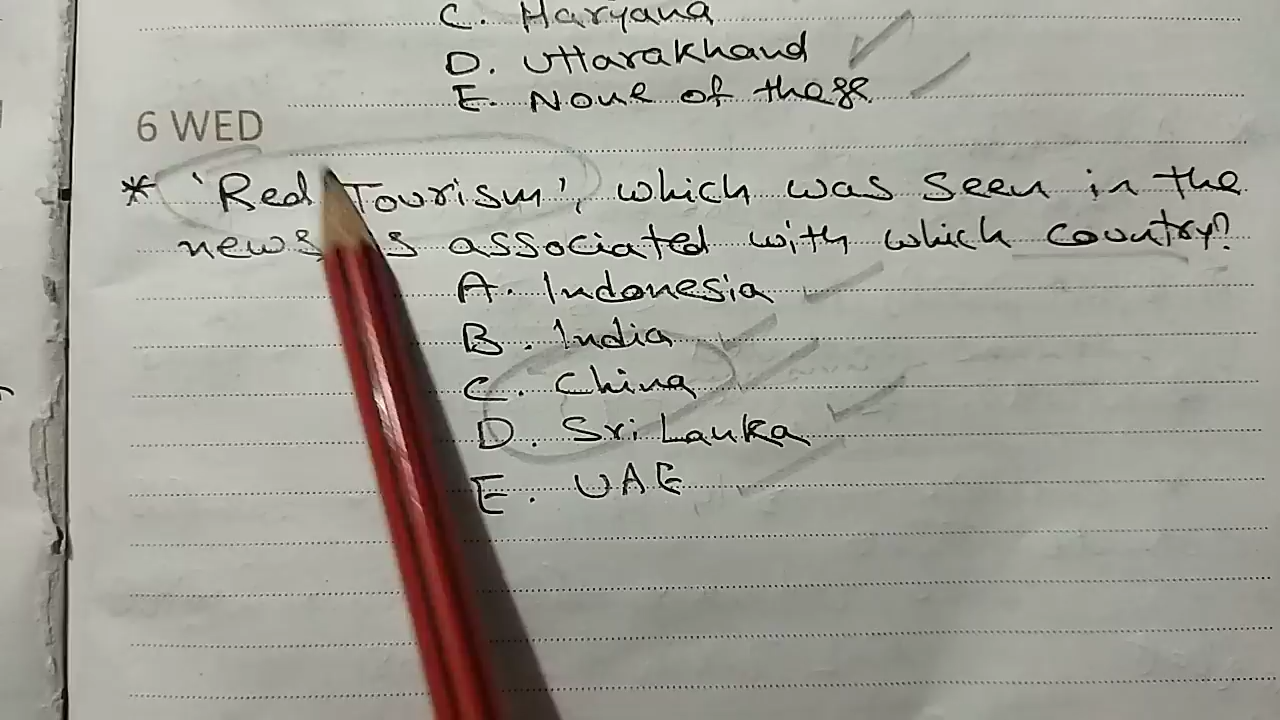 C. Haryana
D. Uttarakhand
E. None of these
6 WED
* 'Red Tourism', which was seen in the
news is associated with which country?
A. Indonesia
B. India
C. China
D. Sri Lanka
E. UAE